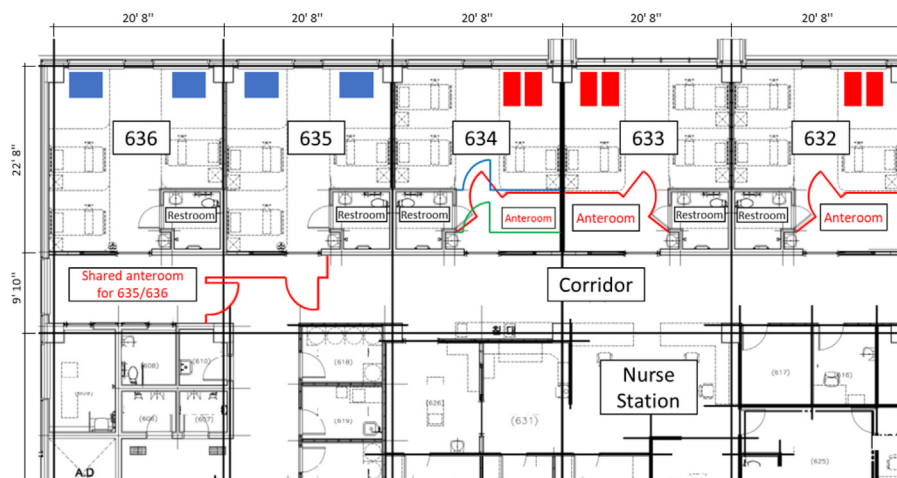 20' 8"
20' 8"
20' 8"
20' 8"
20' 8"
22' 8"
636
635
634
633
632
Restroom
Restroom
Restroom
Anteroom
Anteroom
Restroom
Restroom
Anteroom
9'10"
Shared anteroom
for 635/636
Corridor
(608)
(610)
(618)
(617)
(616)
Nurse
Station
(626)
(606)
(607)
(619)
(631)
(625)
A.D